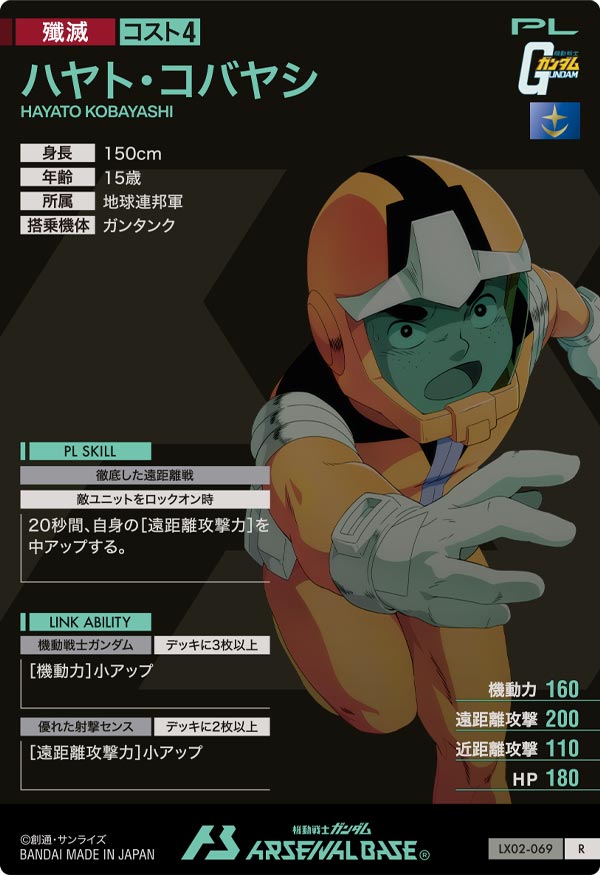 殲滅 コスト4
PL
ハヤト・コバヤシ
HAYATO KOBAYASHI
機動戦士
ガンダム
GUNDAM
身長 150cm
年齢 15歳
所属 地球連邦軍
搭乗機体 ガンタンク
PL SKILL
徹底した遠距離戦
敵ユニットをロックオン時
20秒間、自身の[遠距離攻撃力]を
中アップする。
LINK ABILITY
機動戦士ガンダム デッキに3枚以上
[機動力]小アップ
優れた射撃センス デッキに2枚以上
[遠距離攻撃力]小アップ
機動力 160
遠距離攻撃 200
近距離攻撃 110
HP 180
©創通・サンライズ
BANDAI MADE IN JAPAN
機動戦士ガンダム
AB ARSENAL BASE®
LX02-069 R